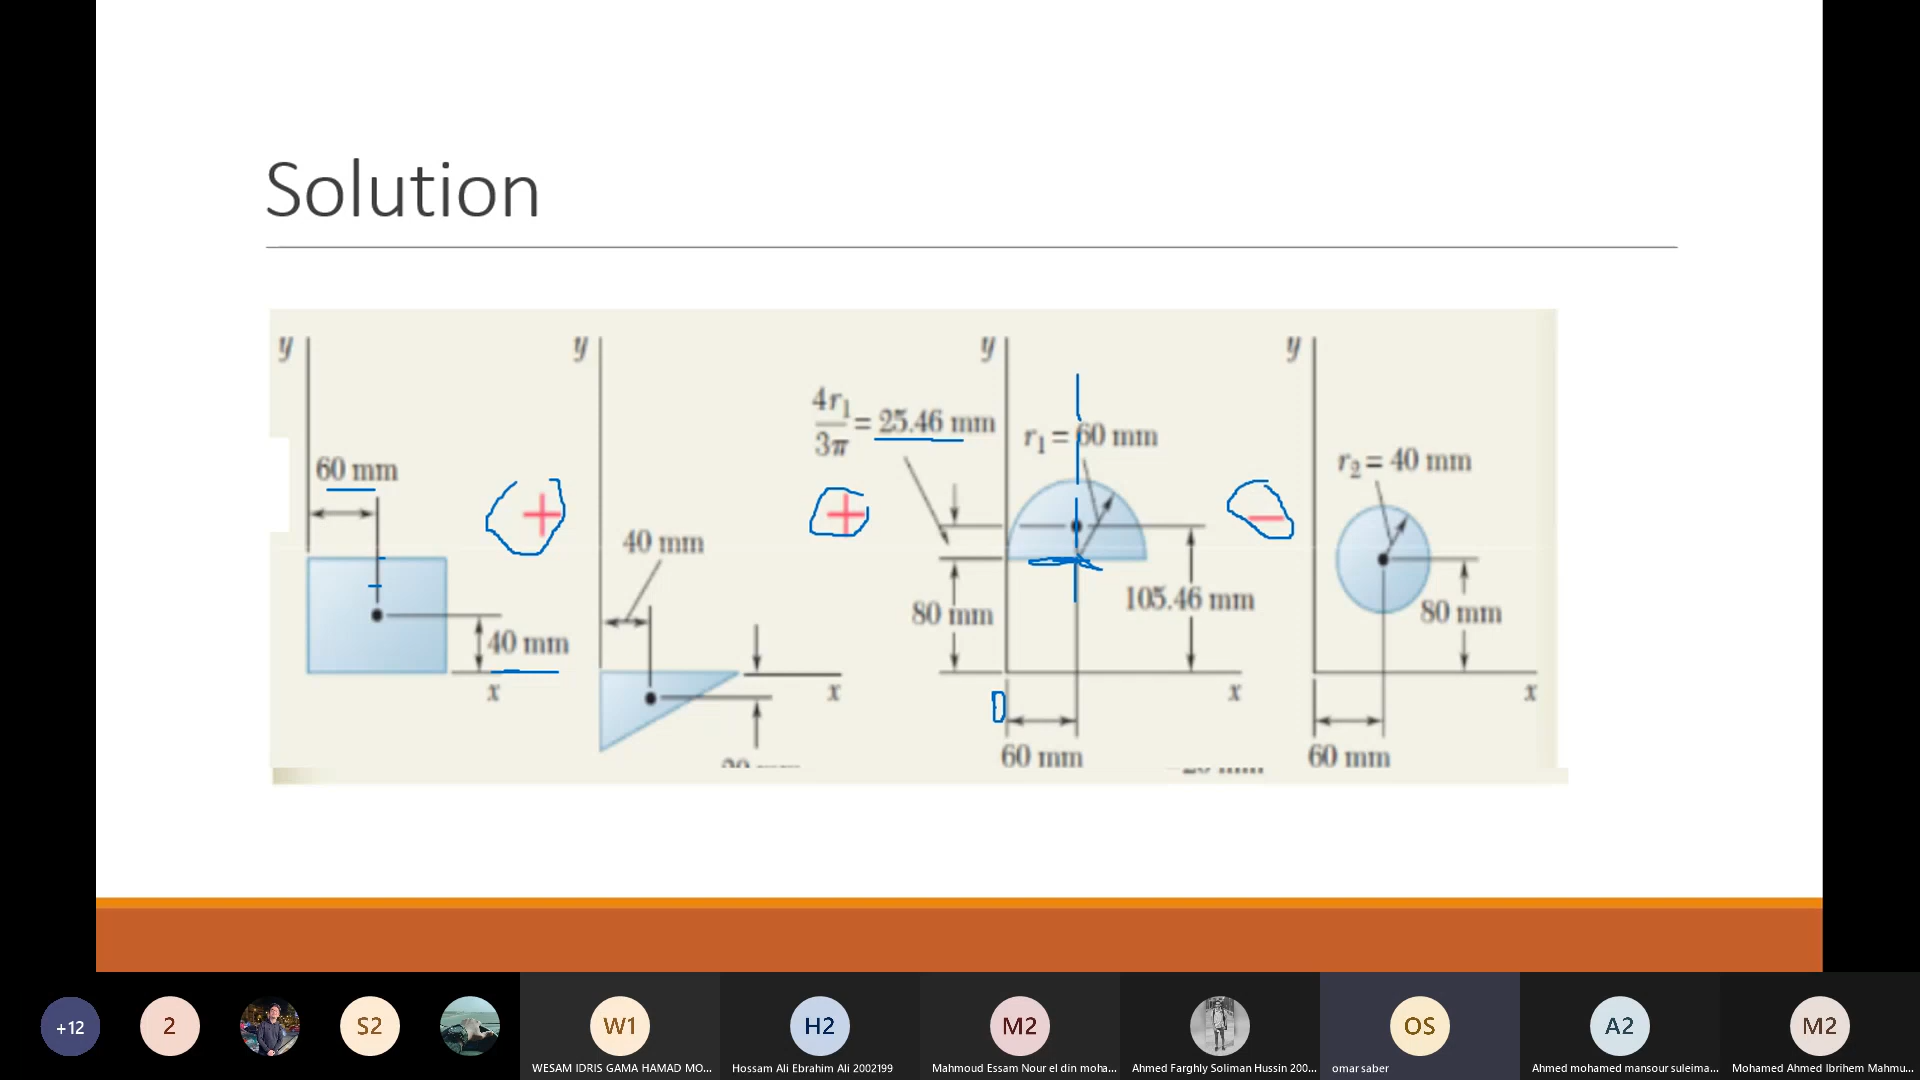 Solution
y
60 mm
40 mm
x
+
y
40 mm
x
+
4r₁
3π
= 25.46 mm
y
r₁ = 60 mm
80 mm
105.46 mm
x
60 mm
−
y
r₂ = 40 mm
80 mm
x
60 mm
+12
2
S2
W1
WESAM IDRIS GAMA HAMAD MO...
H2
Hossam Ali Ebrahim Ali 2002199
M2
Mahmoud Essam Nour el din moha...
Ahmed Farghly Soliman Hussin 200...
OS
omar saber
A2
Ahmed mohamed mansour suleima...
M2
Mohamed Ahmed Ibrihem Mahmu...